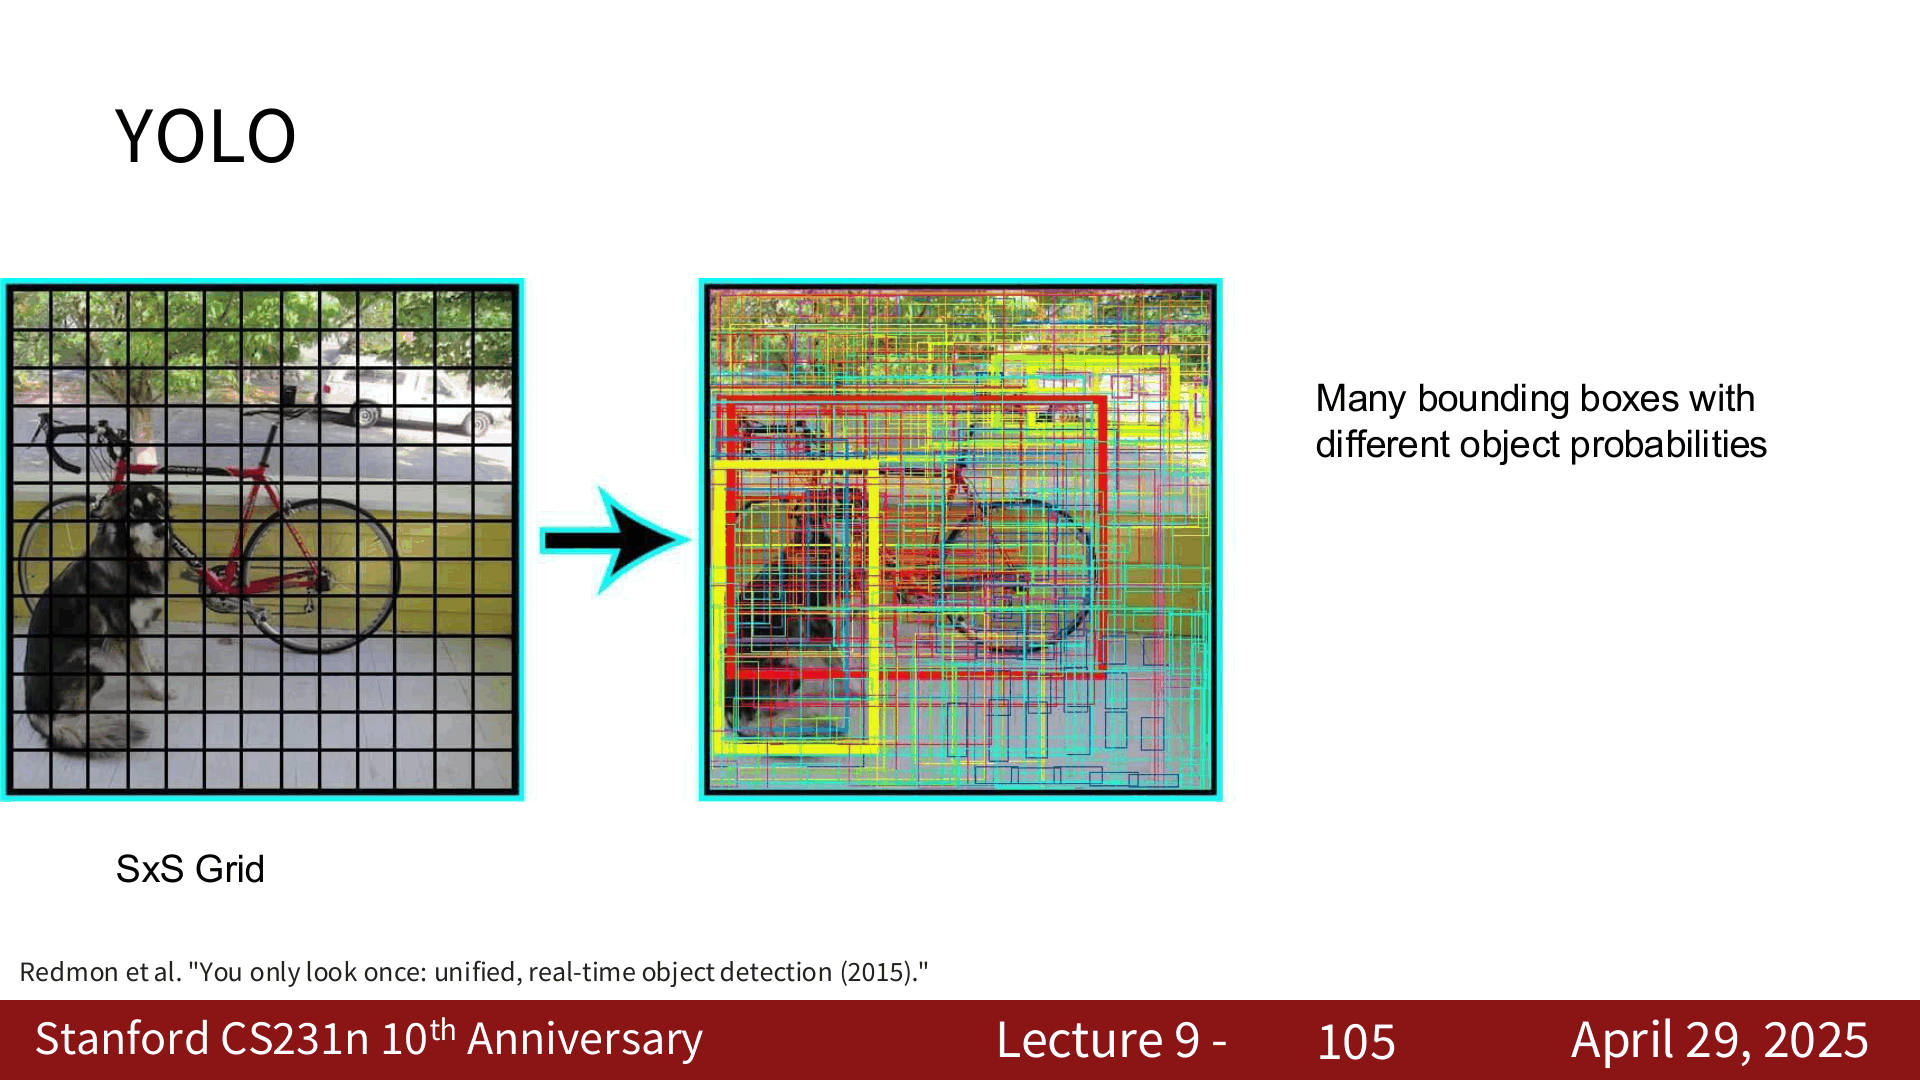 YOLO
Many bounding boxes with
different object probabilities
SxS Grid
Redmon et al. "You only look once: unified, real-time object detection (2015)."
Stanford CS231n 10th Anniversary
Lecture 9 -
105
April 29, 2025